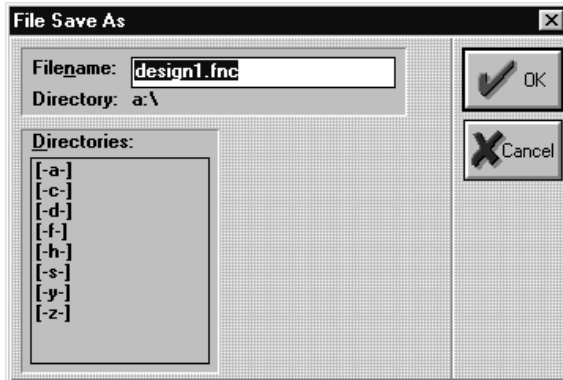 File Save As
Filename: design1.fnc
Directory: a:\
OK
Cancel
Directories:
[-a-]
[-c-]
[-d-]
[-f-]
[-h-]
[-s-]
[-y-]
[-z-]